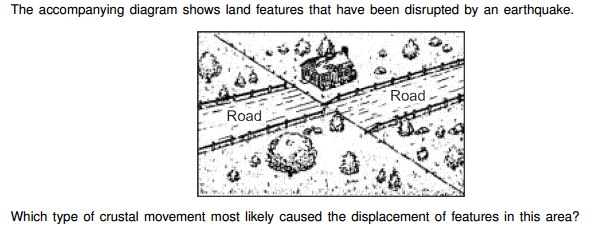 The accompanying diagram shows land features that have been disrupted by an earthquake.
Road
Road
Which type of crustal movement most likely caused the displacement of features in this area?